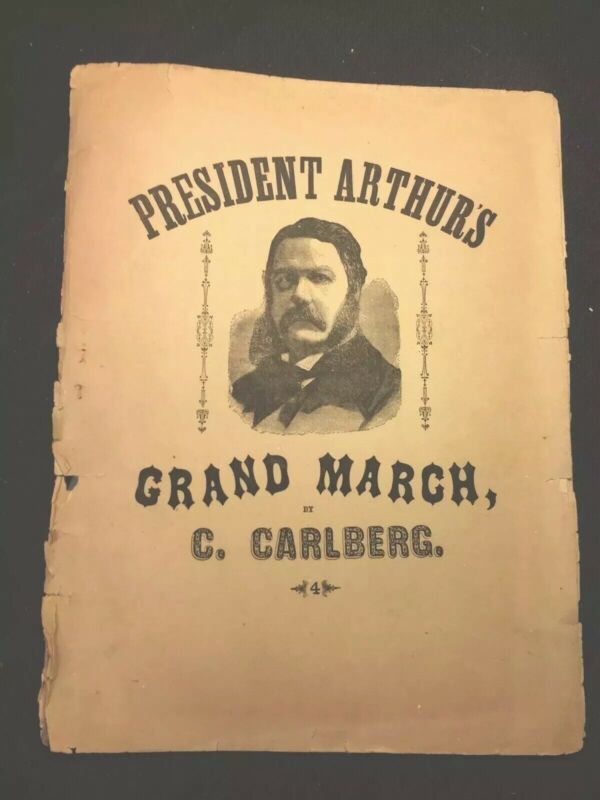 PRESIDENT ARTHUR'S
GRAND MARCH,
BY
C. CARLBERG.
4